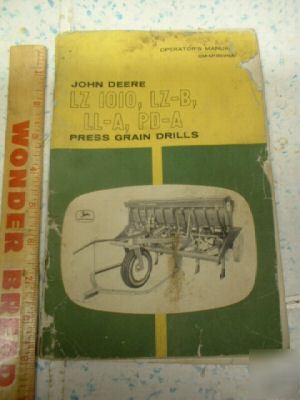 OPERATOR'S MANUAL
JOHN DEERE
LZ 1010, LZ-B,
LL-A, PD-A
PRESS GRAIN DRILLS
WONDER BREAD